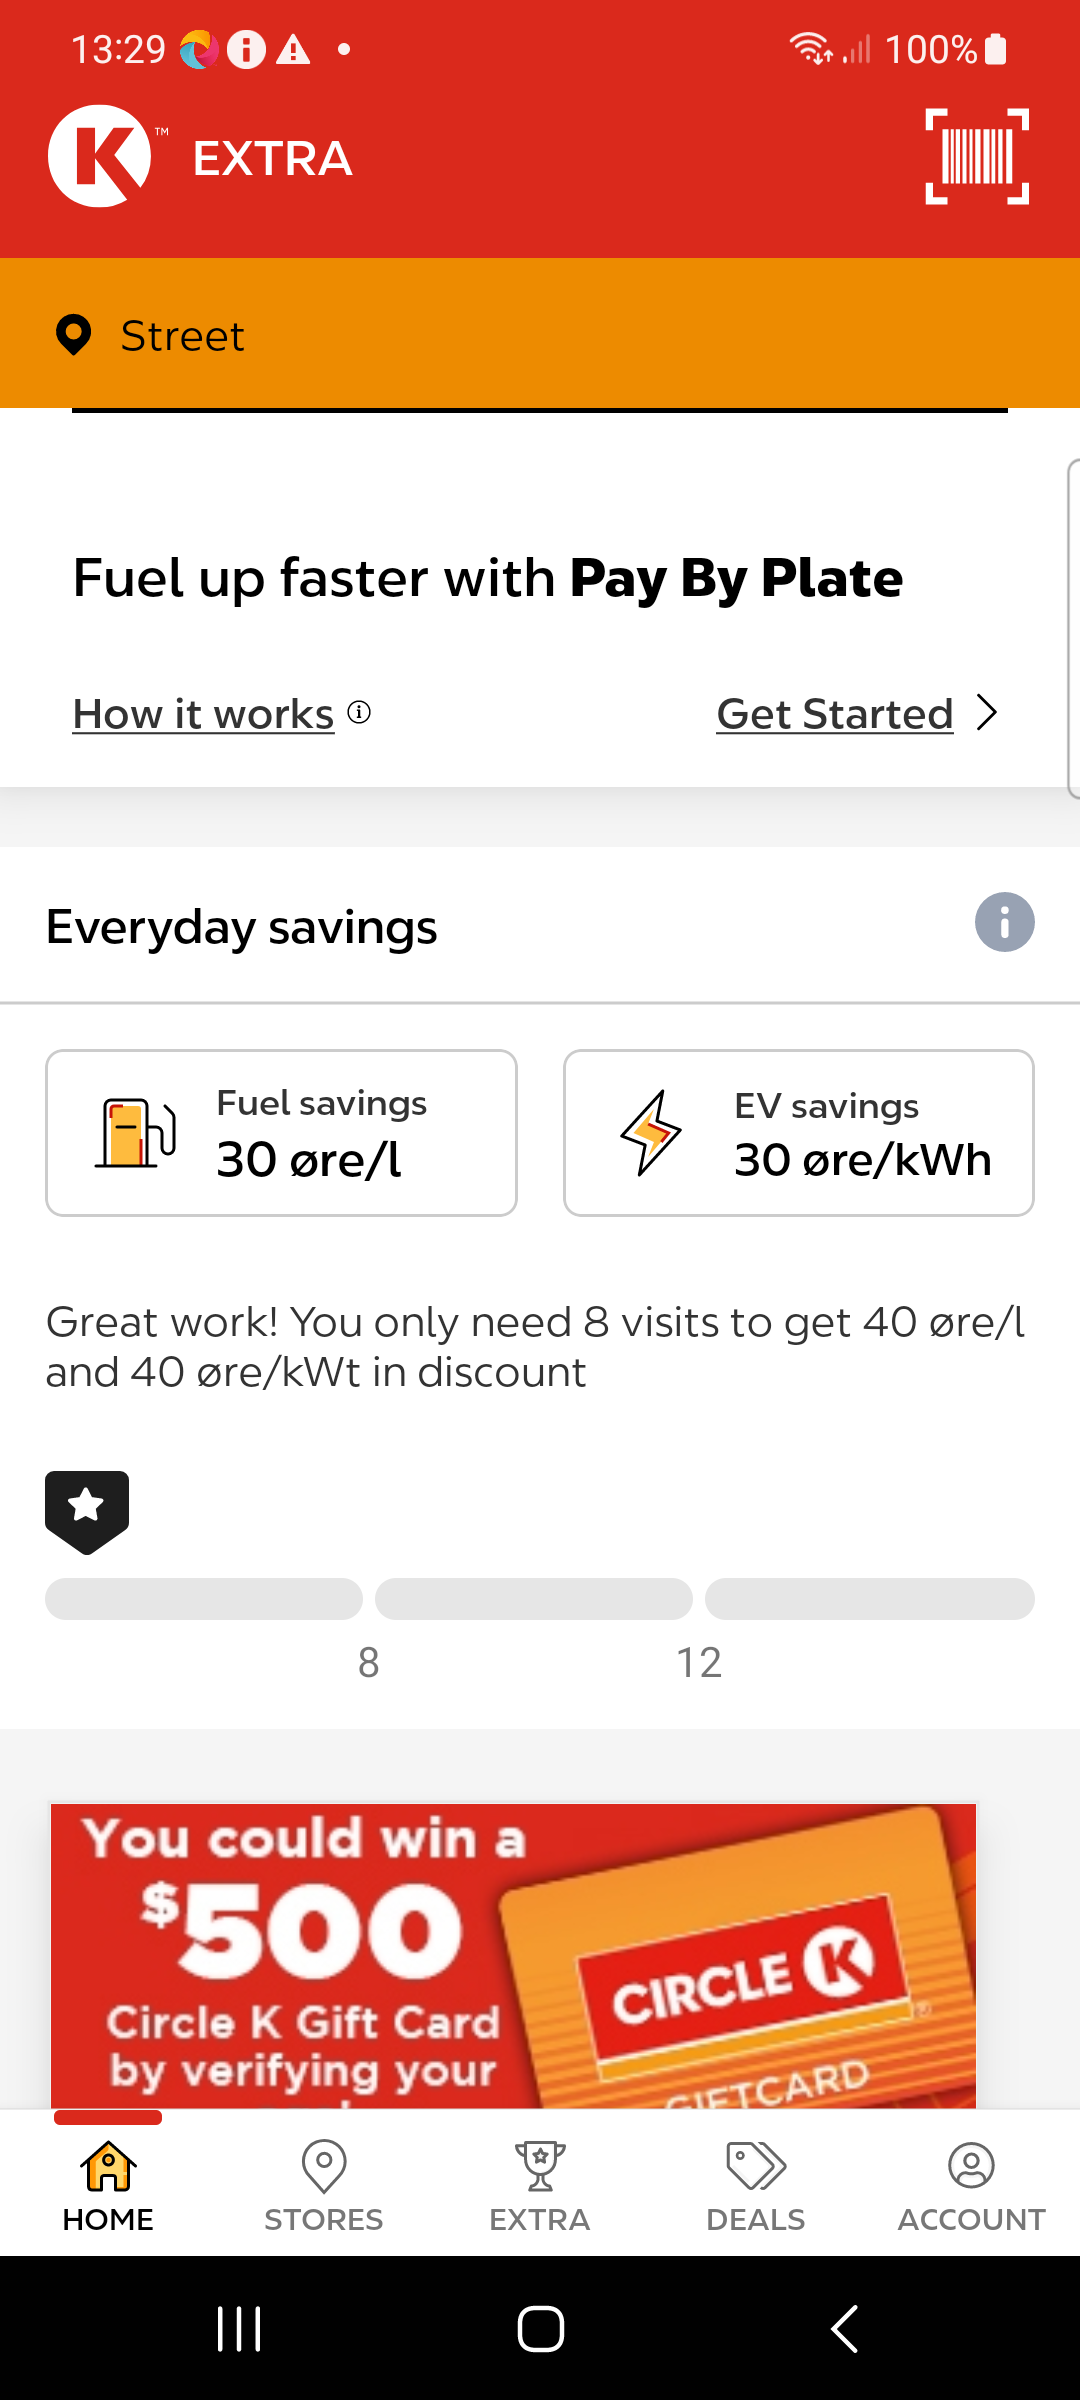 13:29
100%
K™ EXTRA
Street
Fuel up faster with Pay By Plate
How it works
Get Started
Everyday savings
Fuel savings
30 øre/l
EV savings
30 øre/kWh
Great work! You only need 8 visits to get 40 øre/l
and 40 øre/kWt in discount
8
12
You could win a
$500
Circle K Gift Card
by verifying your
CIRCLE K
GIFTCARD
HOME
STORES
EXTRA
DEALS
ACCOUNT